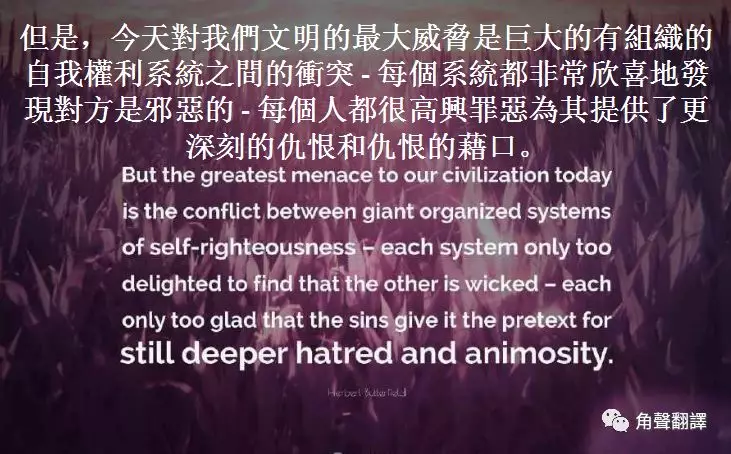 但是，今天對我們文明的最大威脅是巨大的有組織的
自我權利系統之間的衝突 - 每個系統都非常欣喜地發
現對方是邪惡的 - 每個人都很高興罪惡為其提供了更
深刻的仇恨和仇恨的藉口。
But the greatest menace to our civilization today
is the conflict between giant organized systems
of self-righteousness – each system only too
delighted to find that the other is wicked – each
only too glad that the sins give it the pretext for
still deeper hatred and animosity.
Herbert Butterfield
角聲翻譯